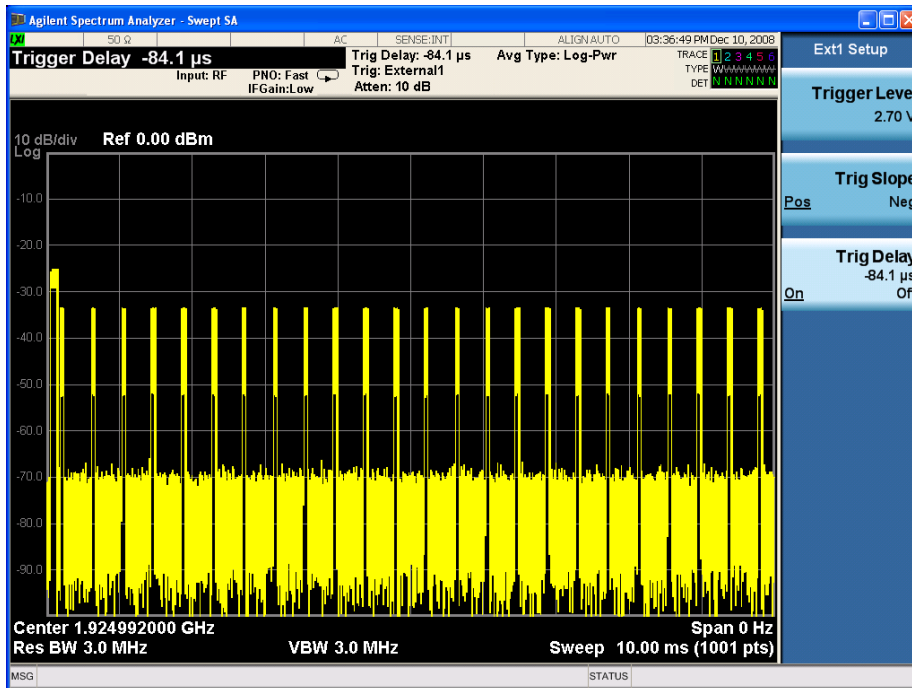 Agilent Spectrum Analyzer - Swept SA
LXI 50 Ω AC SENSE:INT ALIGN AUTO 03:36:49 PM Dec 10, 2008
Trigger Delay -84.1 µs
Input: RF PNO: Fast
IFGain:Low
Trig Delay: -84.1 µs
Trig: External1
Atten: 10 dB
Avg Type: Log-Pwr
TRACE 1 2 3 4 5 6
TYPE WWWWWW
DET N N N N N N
10 dB/div Ref 0.00 dBm
Log
-10.0
-20.0
-30.0
-40.0
-50.0
-60.0
-70.0
-80.0
-90.0
Center 1.924992000 GHz Span 0 Hz
Res BW 3.0 MHz VBW 3.0 MHz Sweep 10.00 ms (1001 pts)
MSG STATUS
Ext1 Setup
Trigger Leve
2.70 V
Trig Slope
Pos Neg
Trig Delay
-84.1 µs
On Of